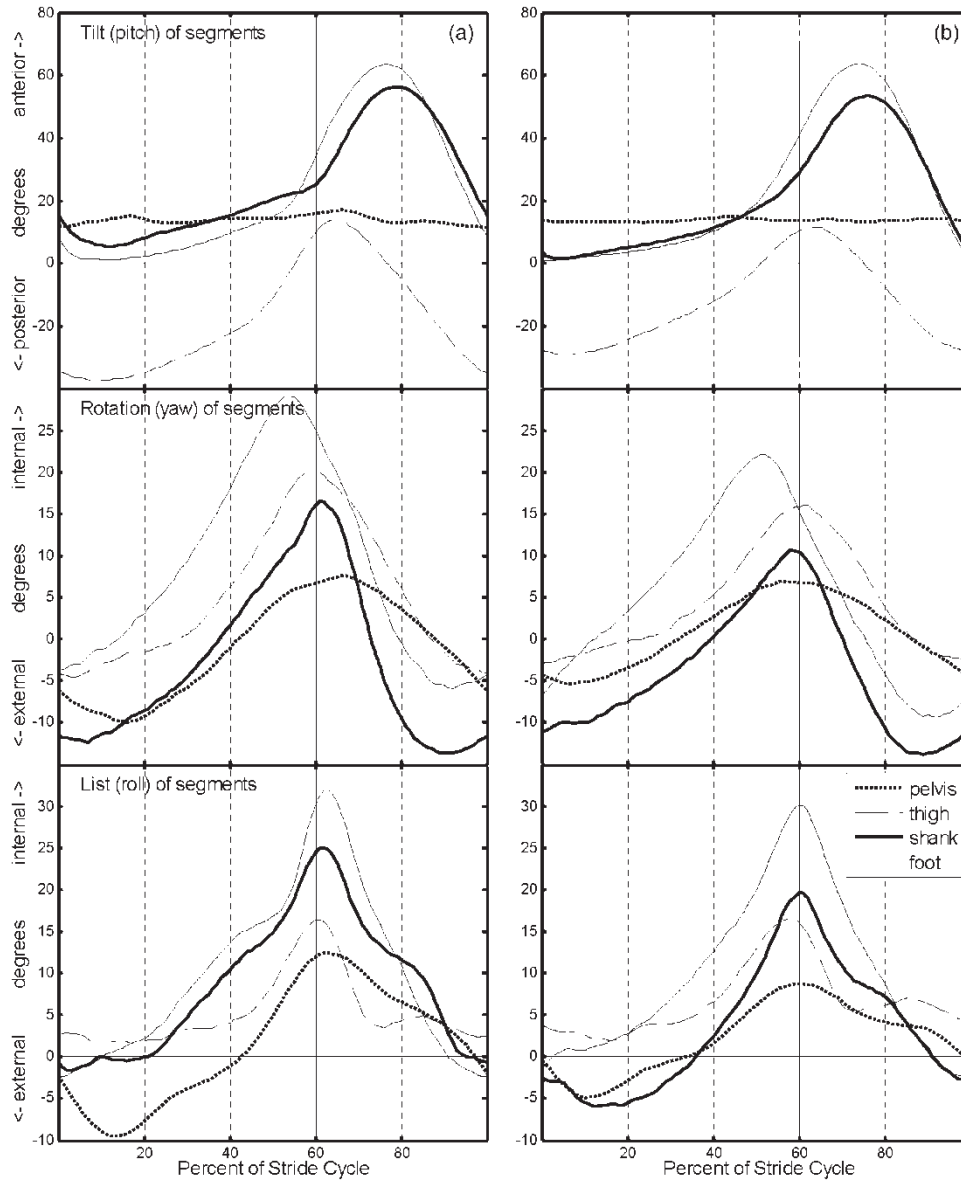 Tilt (pitch) of segments
(a)
(b)
80
60
40
20
0
-20
anterior ->
degrees
<- posterior
80
60
40
20
0
-20
Rotation (yaw) of segments
25
20
15
10
5
0
-5
-10
internal ->
degrees
<- external
25
20
15
10
5
0
-5
-10
List (roll) of segments
30
25
20
15
10
5
0
-5
-10
internal ->
degrees
<- external
30
25
20
15
10
5
0
-5
-10
pelvis
thigh
shank
foot
20
40
60
80
Percent of Stride Cycle
20
40
60
80
Percent of Stride Cycle